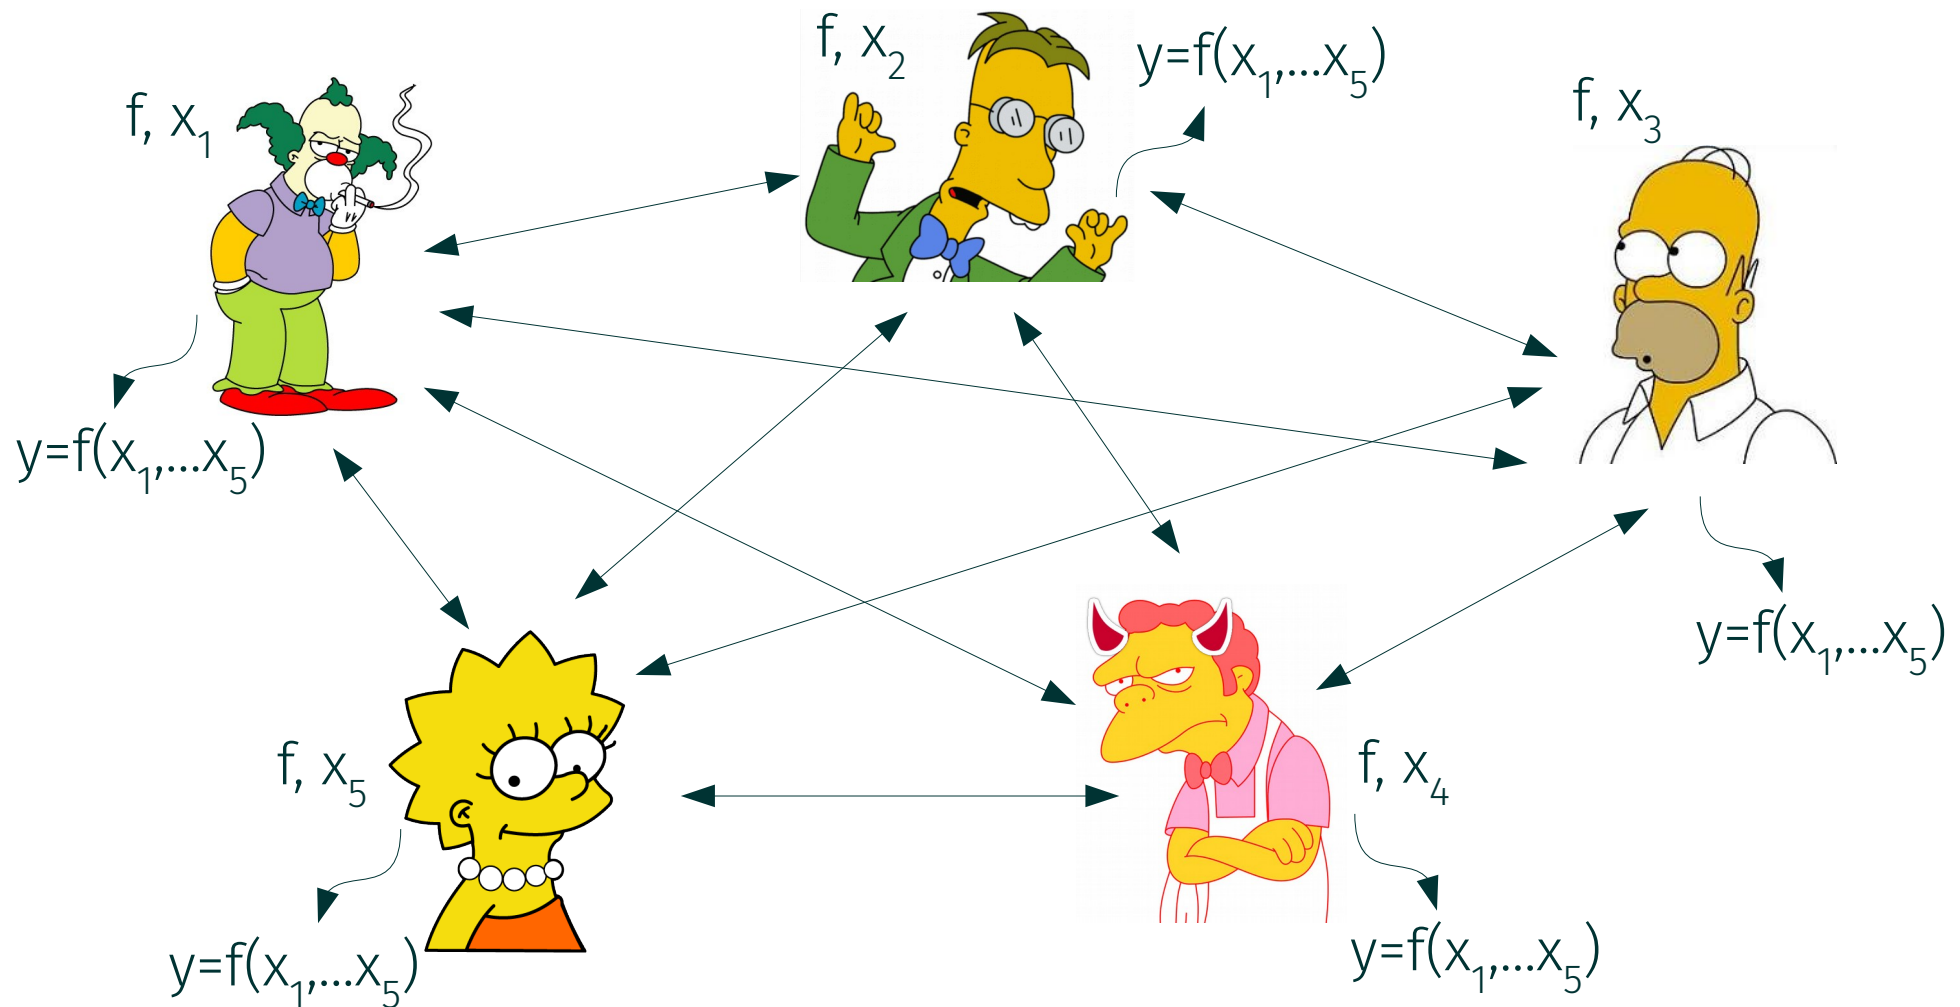 f, x₂
y=f(x₁,...x₅)
f, x₁
f, x₃
y=f(x₁,...x₅)
y=f(x₁,...x₅)
f, x₅
f, x₄
y=f(x₁,...x₅)
y=f(x₁,...x₅)